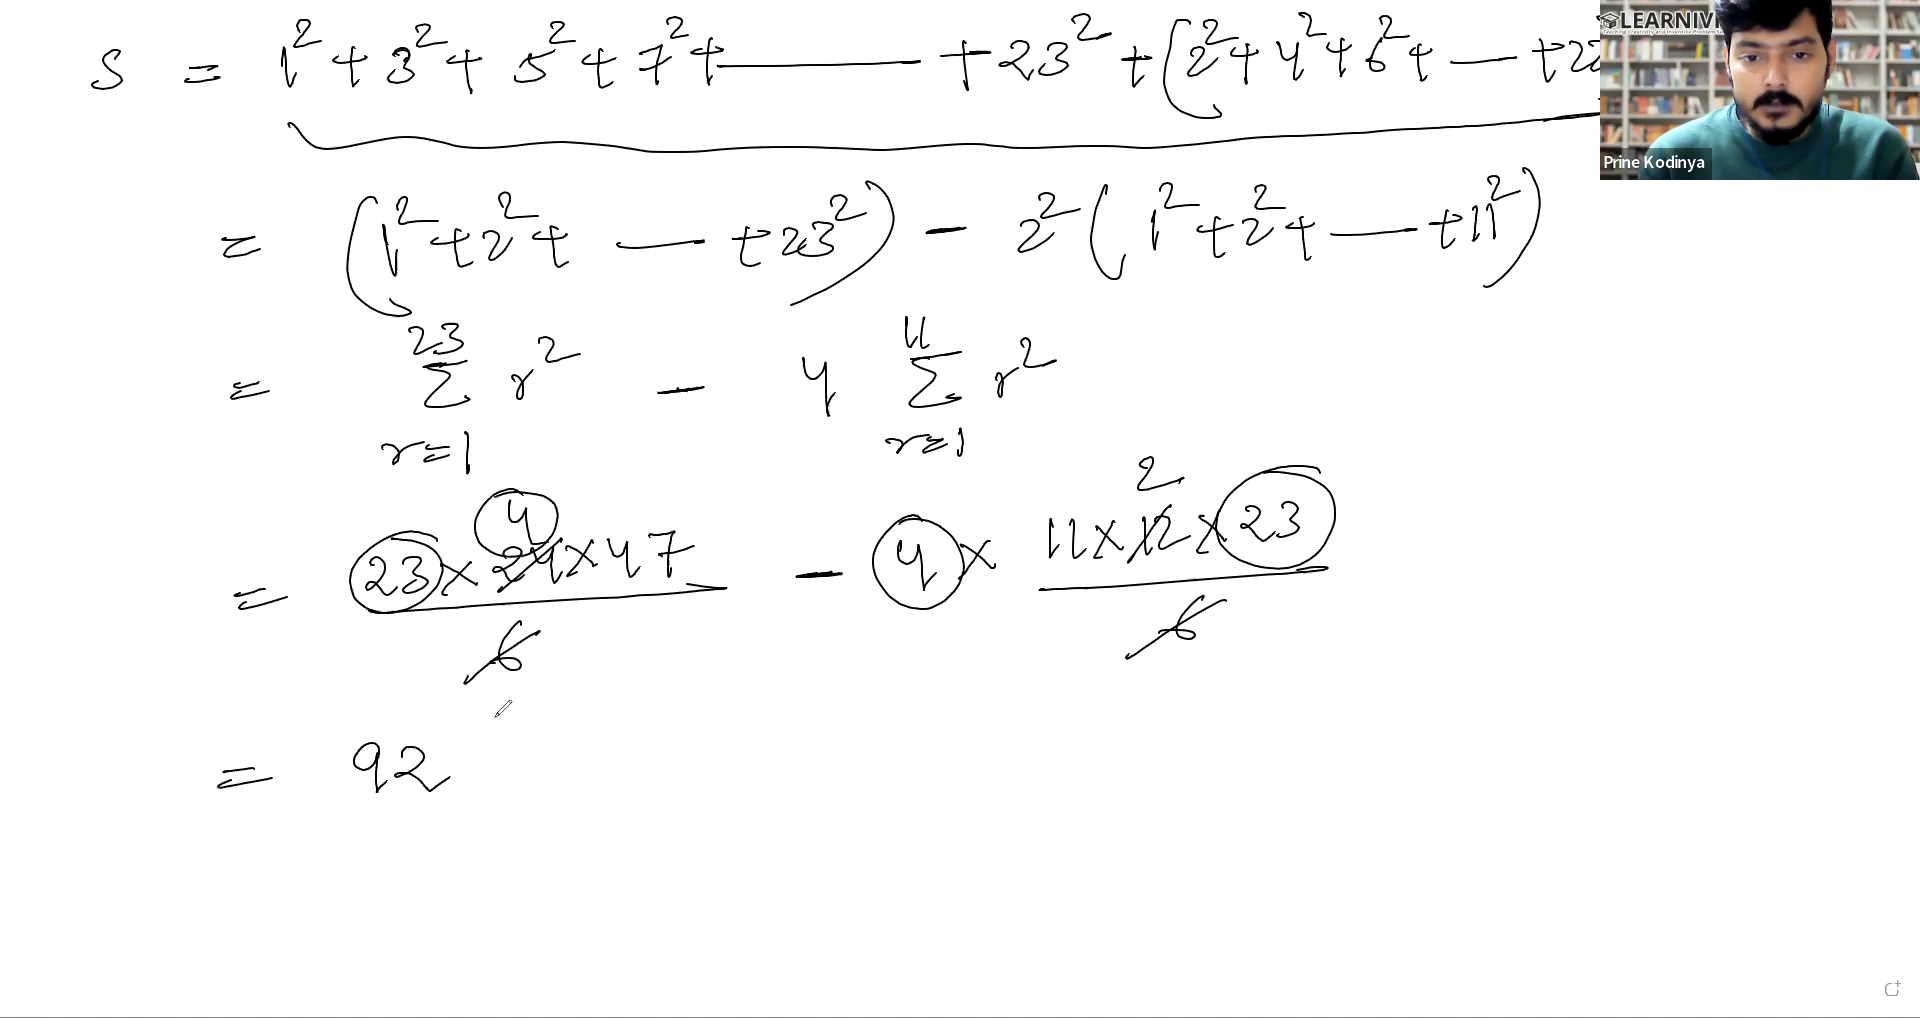 S = 1² + 3² + 5² + 7² + —— + 23² + (2² + 4² + 6² + — + 22
= (1² + 2² + — + 23²) - 2² (1² + 2² + — + 11²)
= 23 Σ r=1 r² - 4 11 Σ r=1 r²
= 23 × 24 4 × 47 / 6 - 4 × 11 × 12 2 × 23 / 6
= 92
LEARNIV
Prine Kodinya